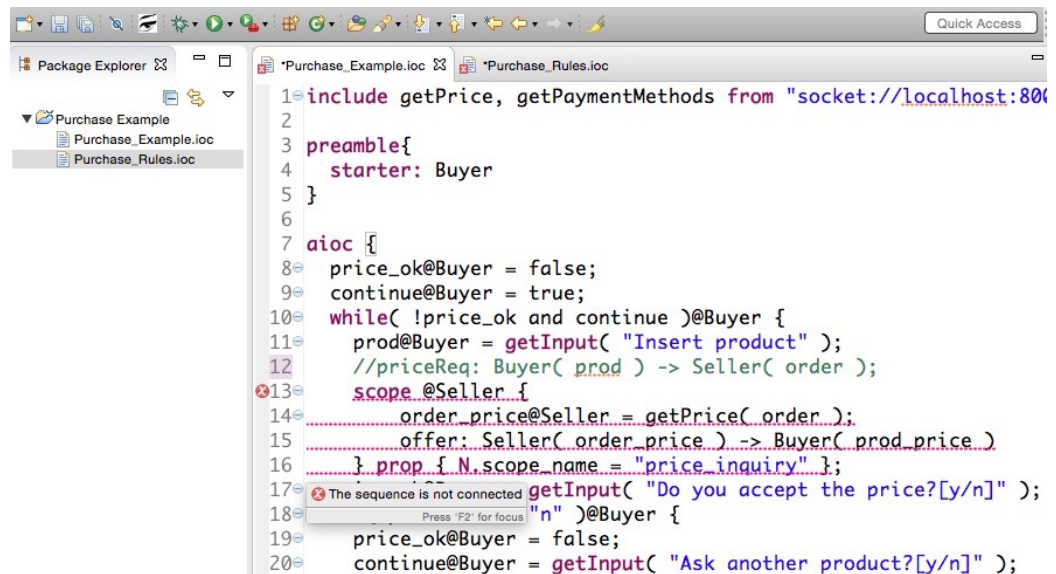 Quick Access
Package Explorer
*Purchase_Example.ioc
*Purchase_Rules.ioc
Purchase Example
Purchase_Example.ioc
Purchase_Rules.ioc
1 include getPrice, getPaymentMethods from "socket://localhost:800
2
3 preamble{
4 starter: Buyer
5 }
6
7 aioc {
8 price_ok@Buyer = false;
9 continue@Buyer = true;
10 while( !price_ok and continue )@Buyer {
11 prod@Buyer = getInput( "Insert product" );
12 //priceReq: Buyer( prod ) -> Seller( order );
13 scope @Seller {
14 order_price@Seller = getPrice( order );
15 offer: Seller( order_price ) -> Buyer( prod_price )
16 } prop { N.scope_name = "price_inquiry" };
17 getInput( "Do you accept the price?[y/n]" );
The sequence is not connected
Press 'F2' for focus
18 "n" )@Buyer {
19 price_ok@Buyer = false;
20 continue@Buyer = getInput( "Ask another product?[y/n]" );